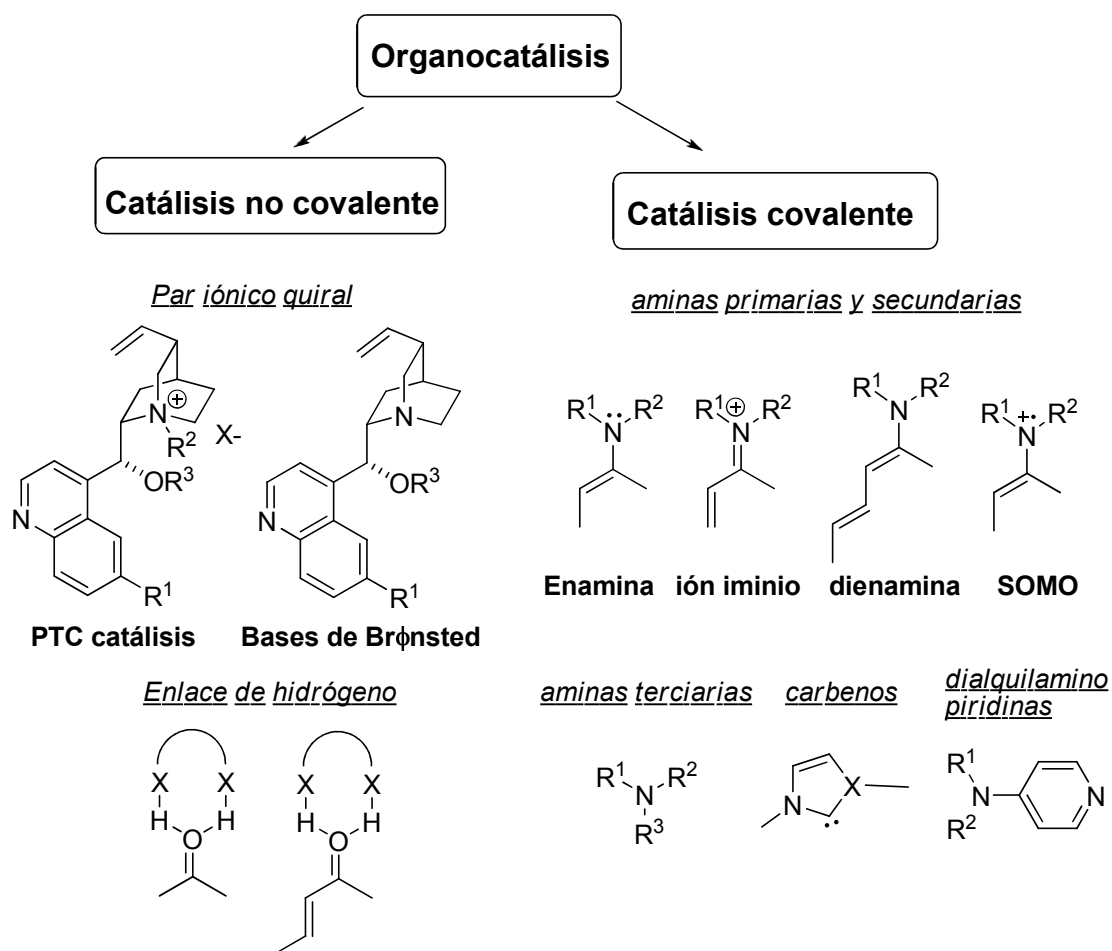 Organocatálisis
Catálisis no covalente
Catálisis covalente
Par iónico quiral
aminas primarias y secundarias
N
⊕
R²
X-
OR³
N
R¹
N
OR³
N
R¹
R¹
R²
N
R¹
⊕
R²
N
R¹
R²
N
R¹
+·
R²
N
PTC catálisis
Bases de Brϕnsted
Enamina
ión iminio
dienamina
SOMO
Enlace de hidrógeno
aminas terciarias
carbenos
dialquilamino
piridinas
X X
H H
O
X X
H H
O
R¹
R²
N
R³
X
N
R¹
N
R²
N